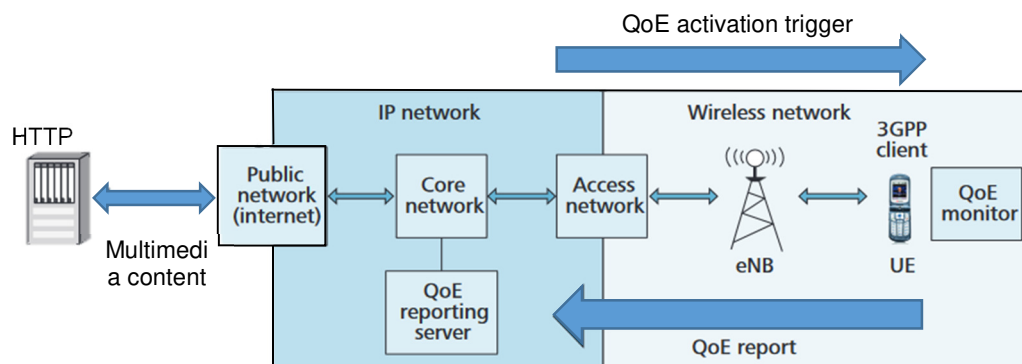 QoE activation trigger
IP network
Wireless network
HTTP
3GPP
client
Public
network
(internet)
Core
network
Access
network
QoE
monitor
Multimedi
a content
eNB
UE
QoE
reporting
server
QoE report